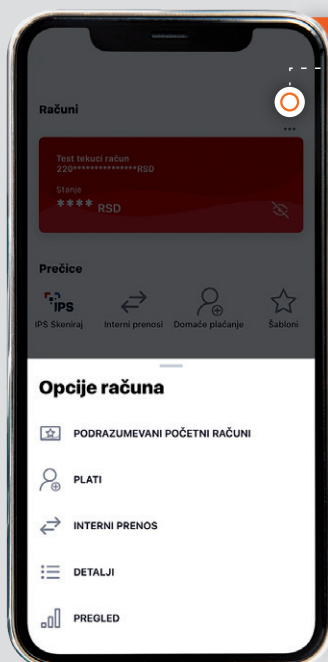 Računi
...
Test tekuci račun
220***************RSD
Stanje
**** RSD
Prečice
IPS
IPS Skeniraj
Interni prenosi
Domaće plaćanje
Šabloni
Opcije računa
PODRAZUMEVANI POČETNI RAČUNI
PLATI
INTERNI PRENOS
DETALJI
PREGLED